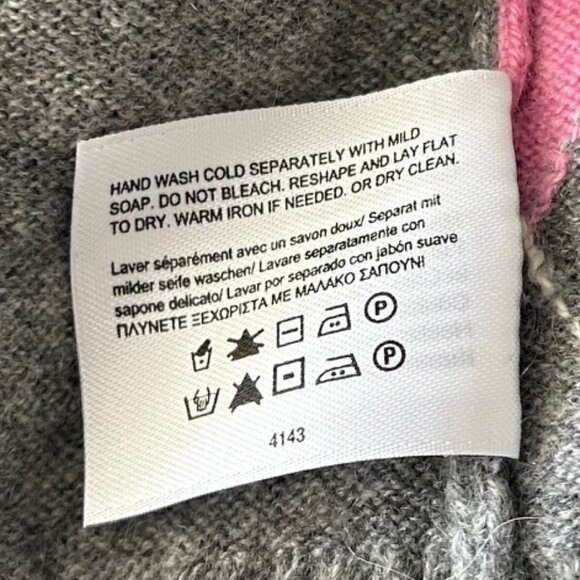 HAND WASH COLD SEPARATELY WITH MILD
SOAP. DO NOT BLEACH. RESHAPE AND LAY FLAT
TO DRY. WARM IRON IF NEEDED. OR DRY CLEAN.
Laver séparément avec un savon doux/ Separat mit
milder seife waschen/ Lavare separatamente con
sapone delicato/ Lavar por separado con jabón suave
ΠΛΥΝΕΤΕ ΞΕΧΩΡΙΣΤΑ ΜΕ ΜΑΛΑΚΟ ΣΑΠΟΥΝΙ
P
P
4143